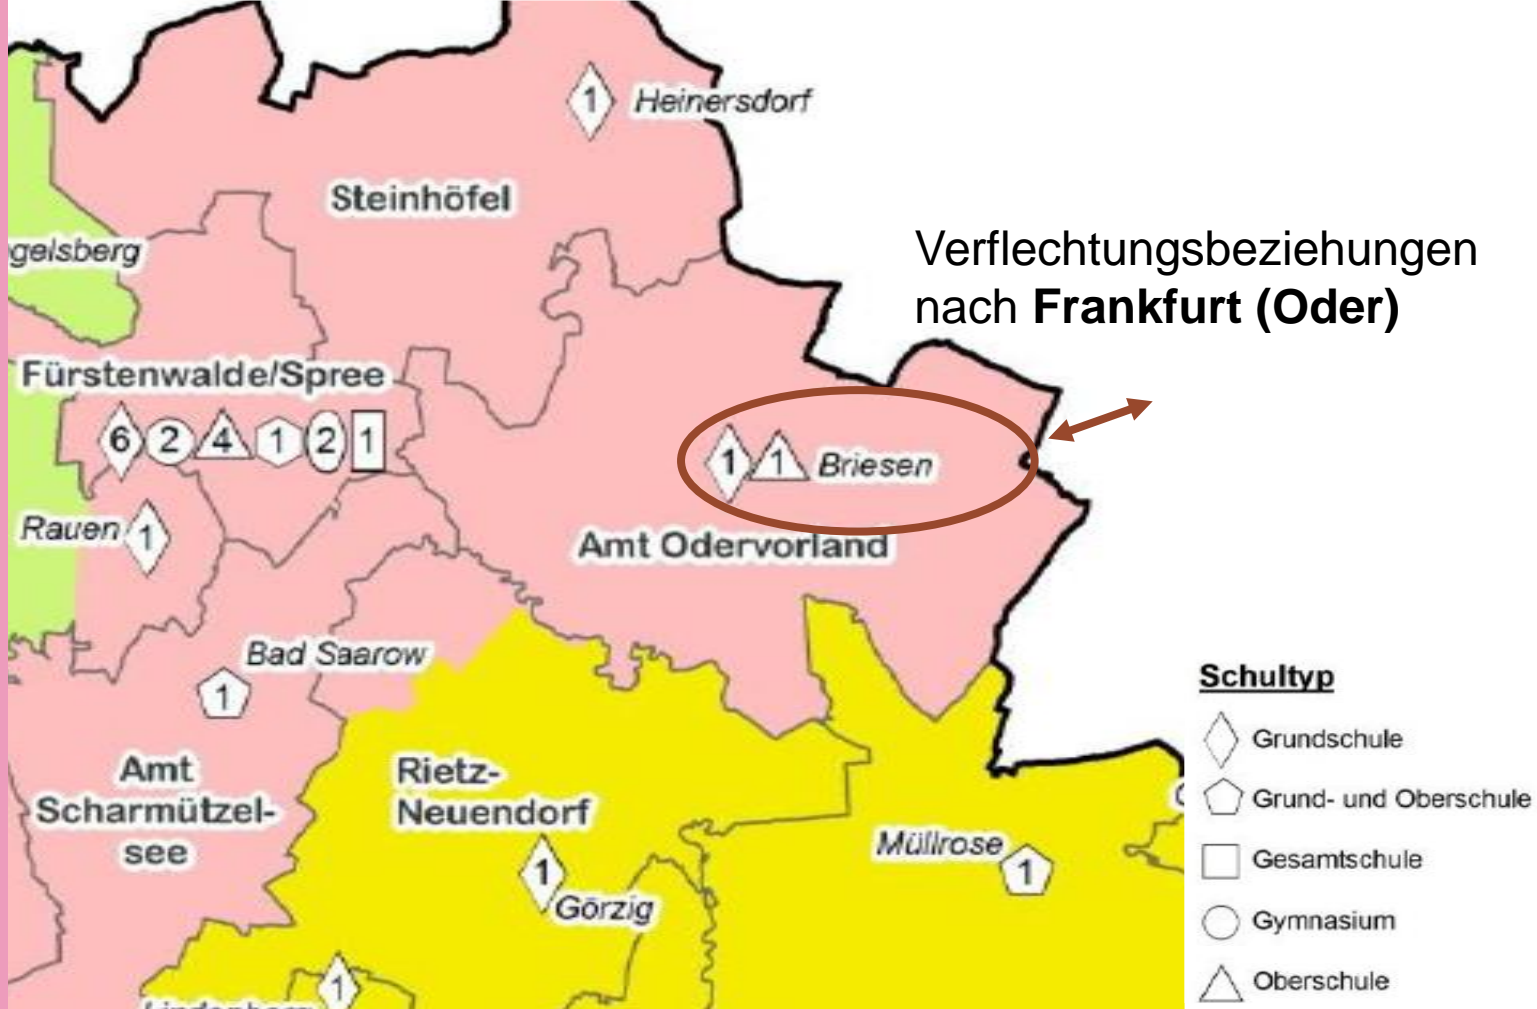 1 Heinersdorf
Steinhöfel
gelsberg
Verflechtungsbeziehungen
nach Frankfurt (Oder)
Fürstenwalde/Spree
6 2 4 1 2 1
1 1 Briesen
Rauen 1
Amt Odervorland
Bad Saarow
1
Amt
Scharmützel-
see
Rietz-
Neuendorf
1
Görzig
Müllrose
1
1
Schultyp
Grundschule
Grund- und Oberschule
Gesamtschule
Gymnasium
Oberschule